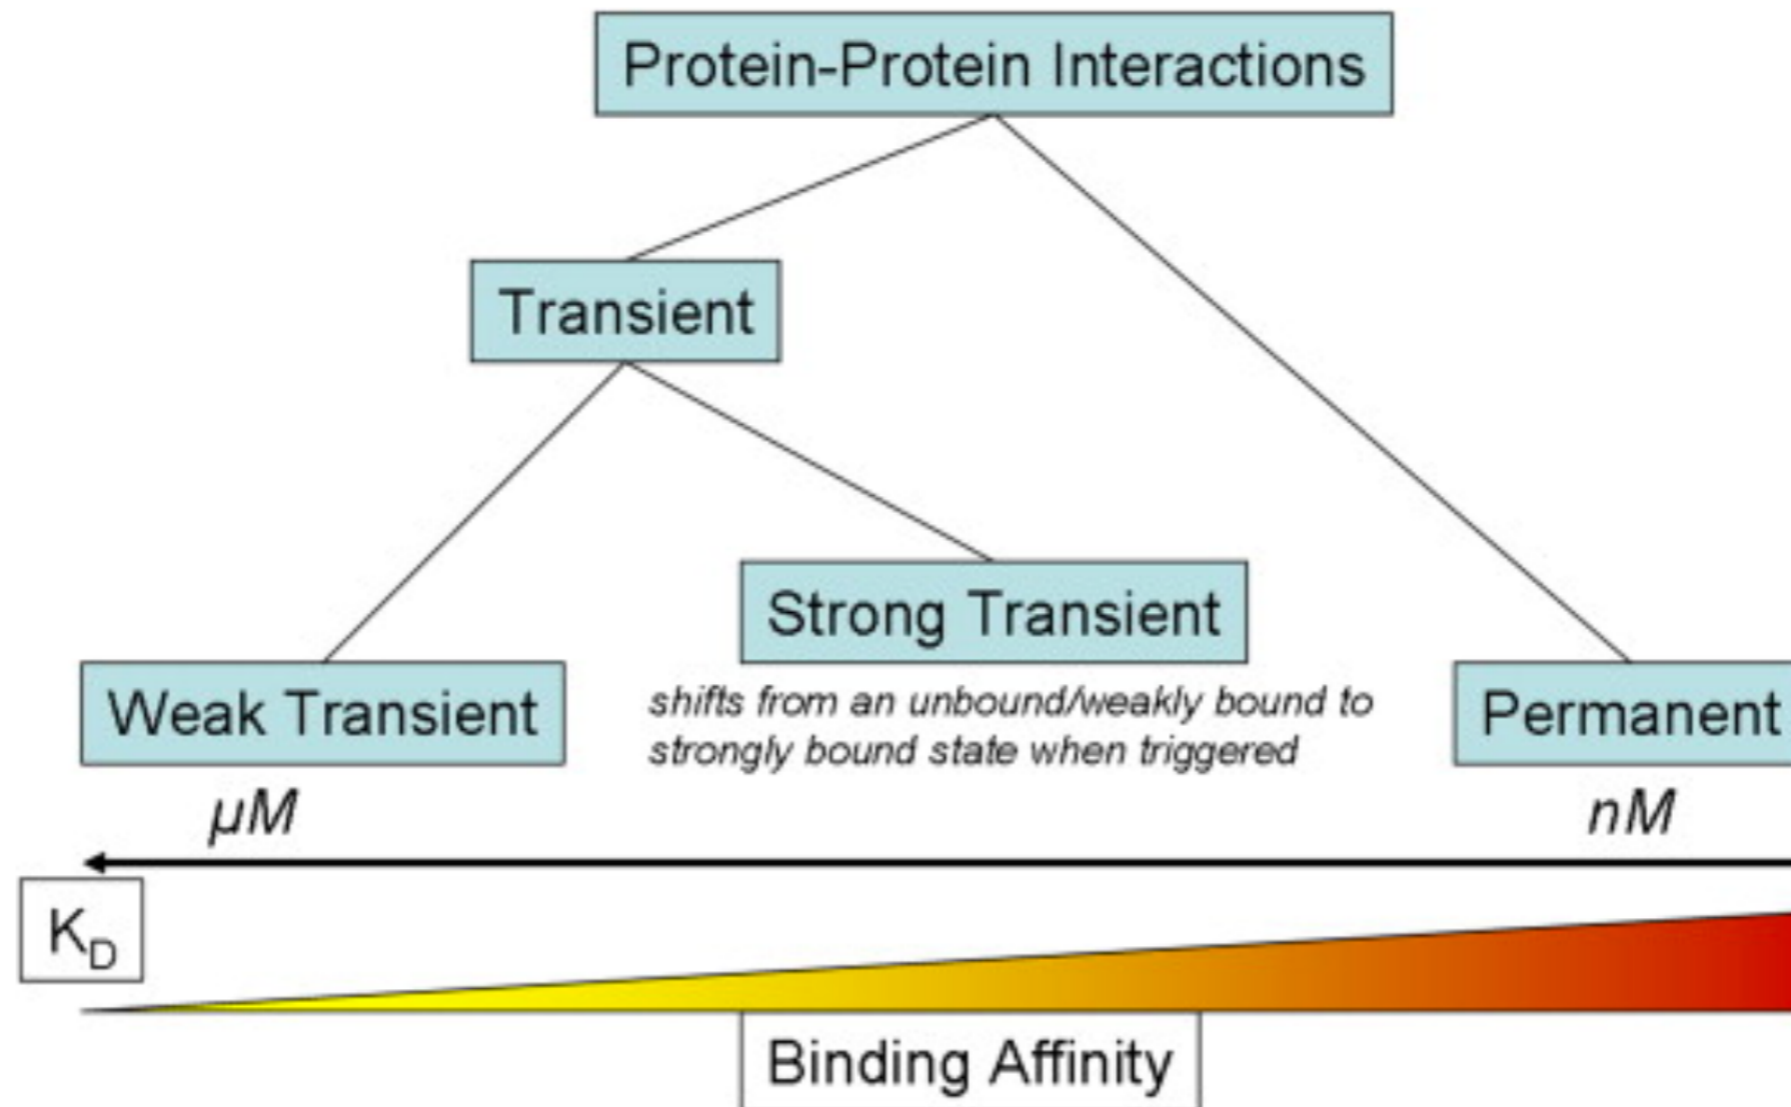 Protein-Protein Interactions
Transient
Strong Transient
Weak Transient
shifts from an unbound/weakly bound to
strongly bound state when triggered
Permanent
µM
nM
K_D
Binding Affinity